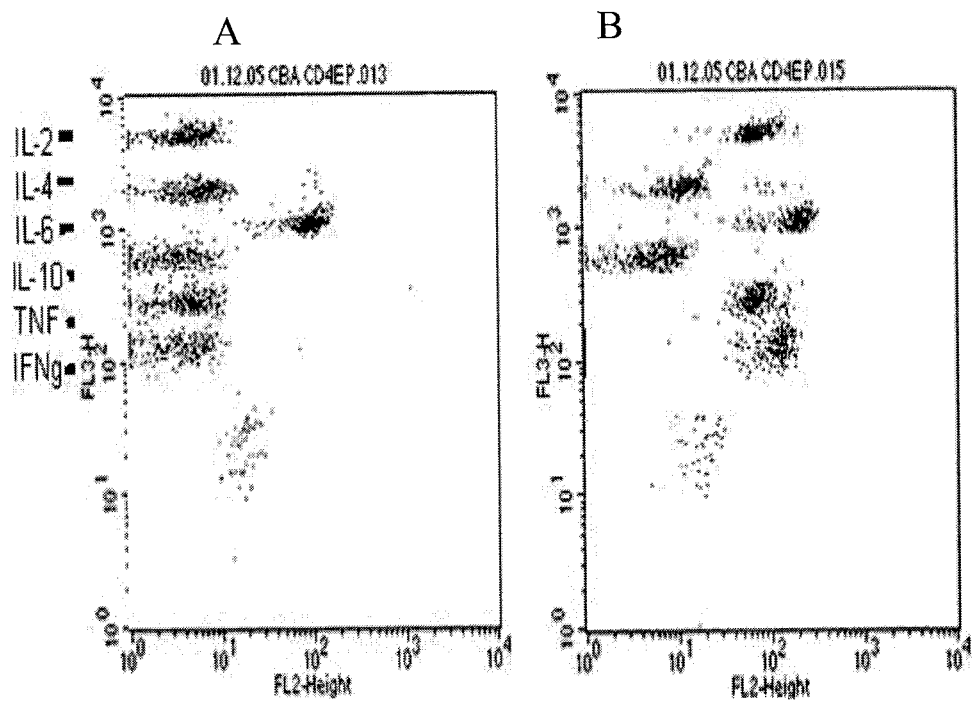 A
B
01.12.05 CBA CD4EP.013
01.12.05 CBA CD4EP.015
IL-2
IL-4
IL-6
IL-10
TNF
IFNg
FL3-H
10^4
10^3
10^2
10^1
10^0
10^0 10^1 10^2 10^3 10^4
FL2-Height
FL3-H
10^4
10^3
10^2
10^1
10^0
10^0 10^1 10^2 10^3 10^4
FL2-Height